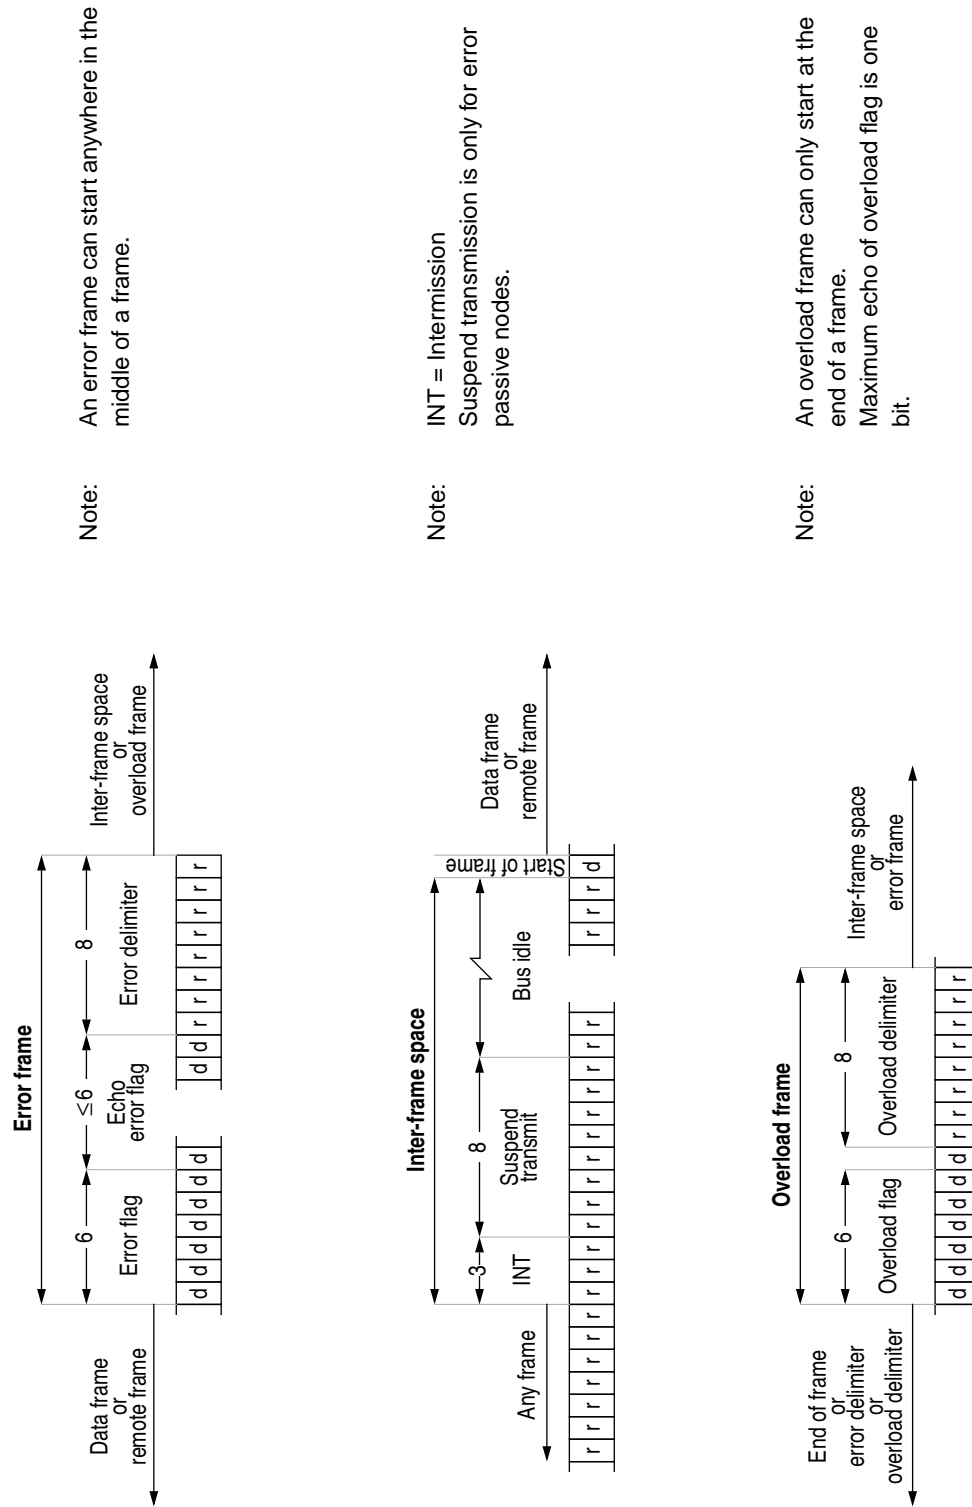 Error frame
6
≤6
8
Data frame
or
remote frame
Error flag
Echo
error flag
Error delimiter
Inter-frame space
or
overload frame
d d d d d d d d d r r r r r r r r
Note: An error frame can start anywhere in the
middle of a frame.
Inter-frame space
3
8
Any frame
INT
Suspend
transmit
Bus idle
Start of frame
Data frame
or
remote frame
r r r r r r r r r r r r r r r r r r r r r r r d
Note: INT = Intermission
Suspend transmission is only for error
passive nodes.
Overload frame
6
8
End of frame
or
error delimiter
or
overload delimiter
Overload flag
Overload delimiter
Inter-frame space
or
error frame
d d d d d d d r r r r r r r r
Note: An overload frame can only start at the
end of a frame.
Maximum echo of overload flag is one
bit.